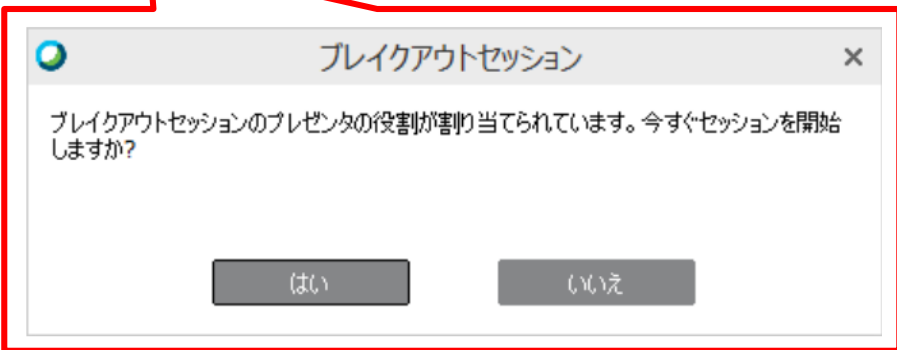 ブレイクアウトセッション
ブレイクアウトセッションのプレゼンタの役割が割り当てられています。今すぐセッションを開始
しますか?
はい
いいえ